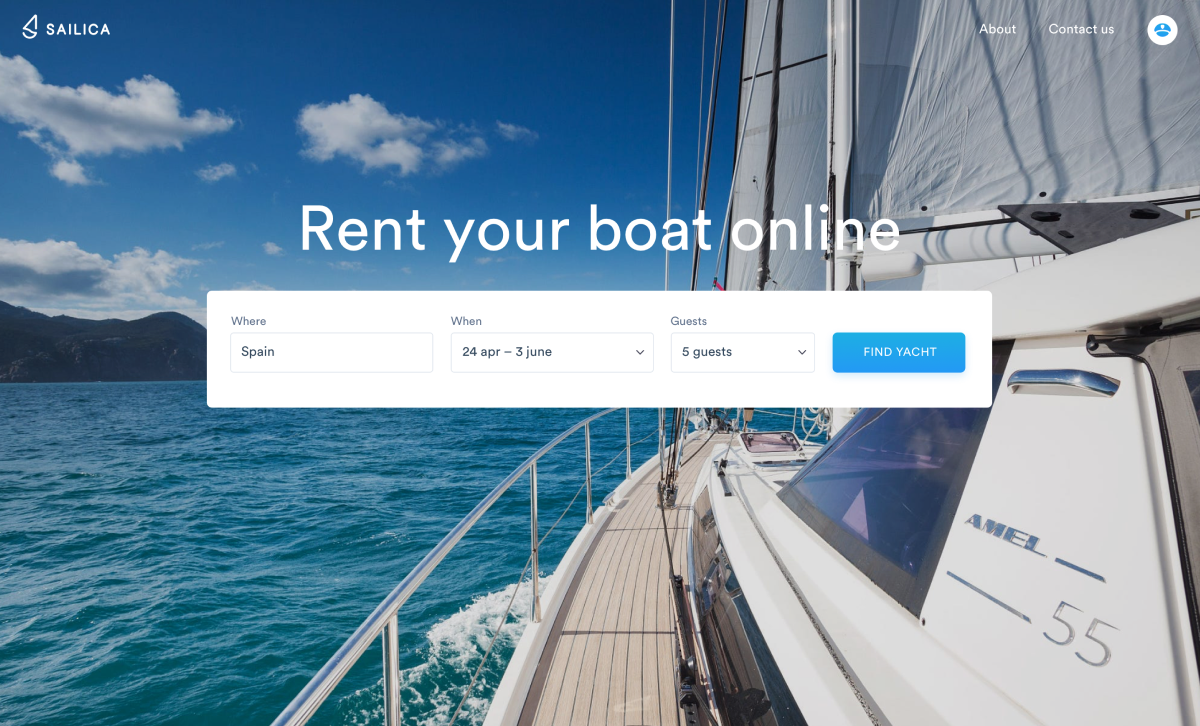 SAILICA
About
Contact us
Rent your boat online
Where
When
Guests
Spain
24 apr – 3 june
5 guests
FIND YACHT
AMEL
55